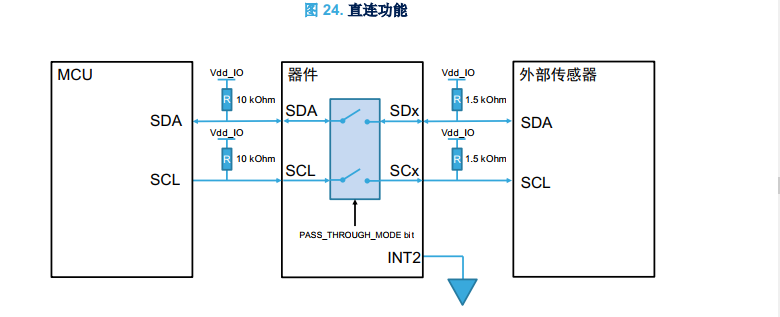 图 24. 直连功能
MCU
Vdd_IO
R 10 kOhm
SDA
Vdd_IO
R 10 kOhm
SCL
器件
SDA
SDx
SCL
SCx
PASS_THROUGH_MODE bit
INT2
Vdd_IO
R 1.5 kOhm
Vdd_IO
R 1.5 kOhm
外部传感器
SDA
SCL